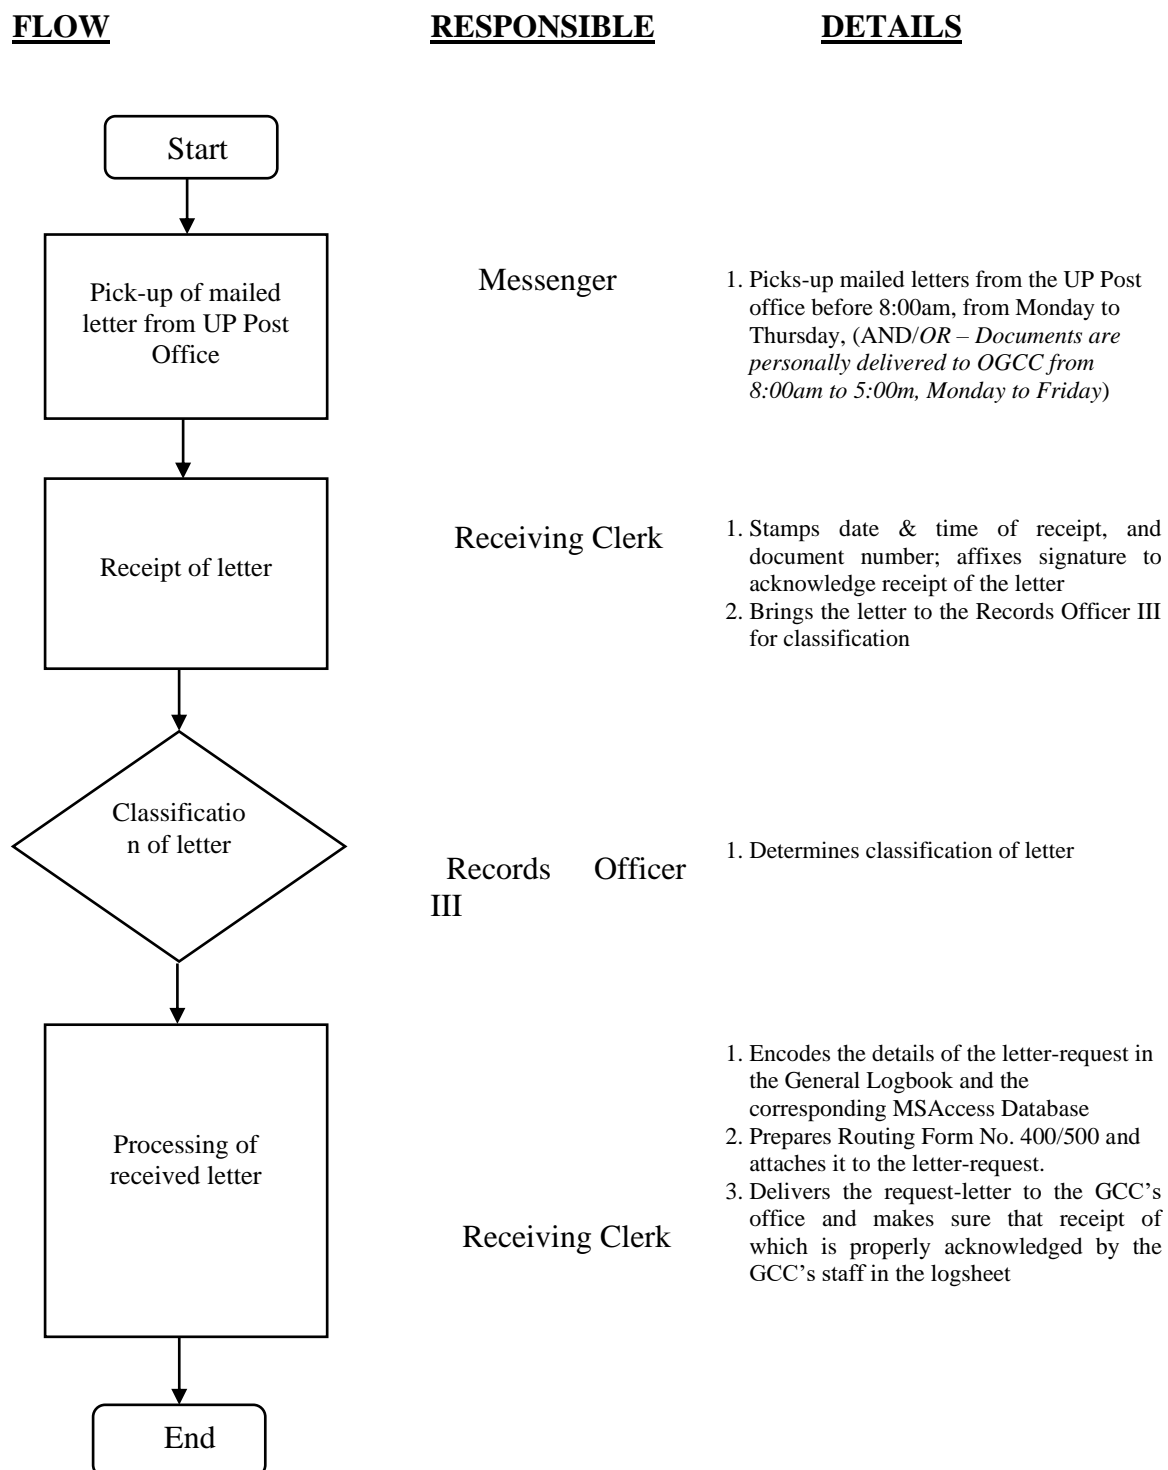 FLOW RESPONSIBLE DETAILS
Start
Pick-up of mailed
letter from UP Post
Office
Messenger
1. Picks-up mailed letters from the UP Post
office before 8:00am, from Monday to
Thursday, (AND/OR – Documents are
personally delivered to OGCC from
8:00am to 5:00m, Monday to Friday)
Receipt of letter
Receiving Clerk
1. Stamps date & time of receipt, and
document number; affixes signature to
acknowledge receipt of the letter
2. Brings the letter to the Records Officer III
for classification
Classificatio
n of letter
Records Officer
III
1. Determines classification of letter
Processing of
received letter
Receiving Clerk
1. Encodes the details of the letter-request in
the General Logbook and the
corresponding MSAccess Database
2. Prepares Routing Form No. 400/500 and
attaches it to the letter-request.
3. Delivers the request-letter to the GCC’s
office and makes sure that receipt of
which is properly acknowledged by the
GCC’s staff in the logsheet
End